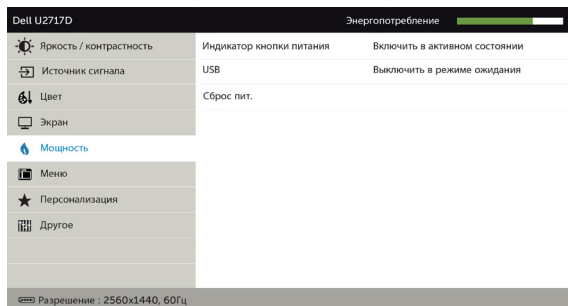 Dell U2717D Энергопотребление
Яркость / контрастность Индикатор кнопки питания Включить в активном состоянии
Источник сигнала USB Выключить в режиме ожидания
Цвет Сброс пит.
Экран
Мощность
Меню
Персонализация
Другое
Разрешение : 2560x1440, 60Гц